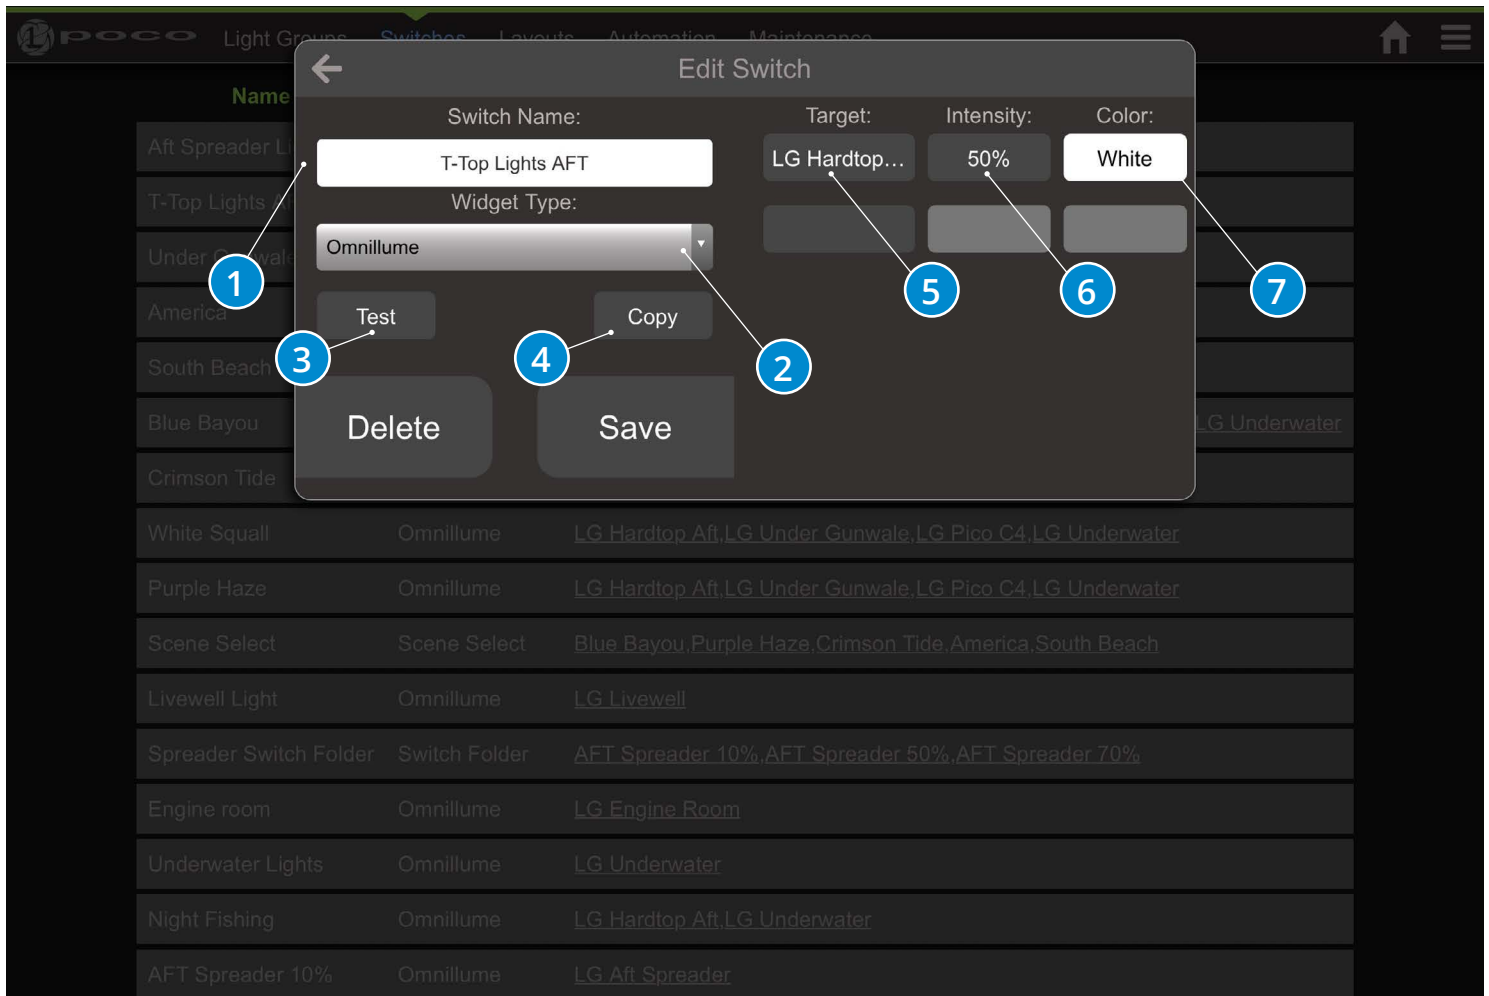 poco Light Groups Switches Layouts Automation Maintenance
Edit Switch
Name
Switch Name:
Target: Intensity: Color:
Aft Spreader Li
T-Top Lights AFT
LG Hardtop... 50% White
T-Top Lights A
Widget Type:
Under Gunwale
Omnillume
1
5
6
7
America
Test
Copy
South Beach
3
4
2
Blue Bayou
LG Underwater
Delete
Save
Crimson Tide
White Squall Omnillume LG Hardtop Aft,LG Under Gunwale,LG Pico C4,LG Underwater
Purple Haze Omnillume LG Hardtop Aft,LG Under Gunwale,LG Pico C4,LG Underwater
Scene Select Scene Select Blue Bayou,Purple Haze,Crimson Tide,America,South Beach
Livewell Light Omnillume LG Livewell
Spreader Switch Folder Switch Folder AFT Spreader 10%,AFT Spreader 50%,AFT Spreader 70%
Engine room Omnillume LG Engine Room
Underwater Lights Omnillume LG Underwater
Night Fishing Omnillume LG Hardtop Aft,LG Underwater
AFT Spreader 10% Omnillume LG Aft Spreader